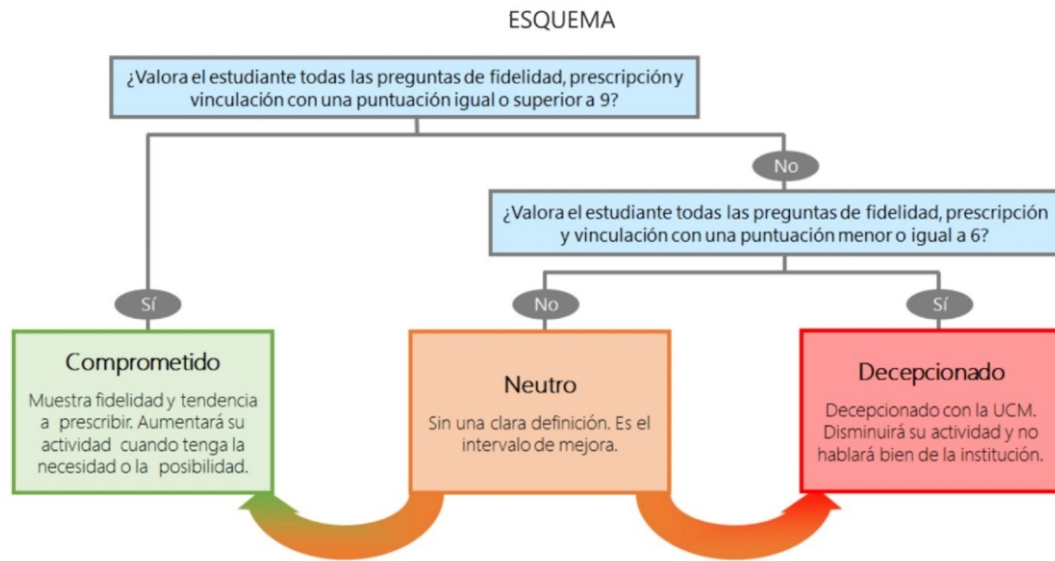 ESQUEMA
¿Valora el estudiante todas las preguntas de fidelidad, prescripción y
vinculación con una puntuación igual o superior a 9?
No
¿Valora el estudiante todas las preguntas de fidelidad, prescripción
y vinculación con una puntuación menor o igual a 6?
Sí
No
Sí
Comprometido
Muestra fidelidad y tendencia
a prescribir. Aumentará su
actividad cuando tenga la
necesidad o la posibilidad.
Neutro
Sin una clara definición. Es el
intervalo de mejora.
Decepcionado
Decepcionado con la UCM.
Disminuirá su actividad y no
hablará bien de la institución.